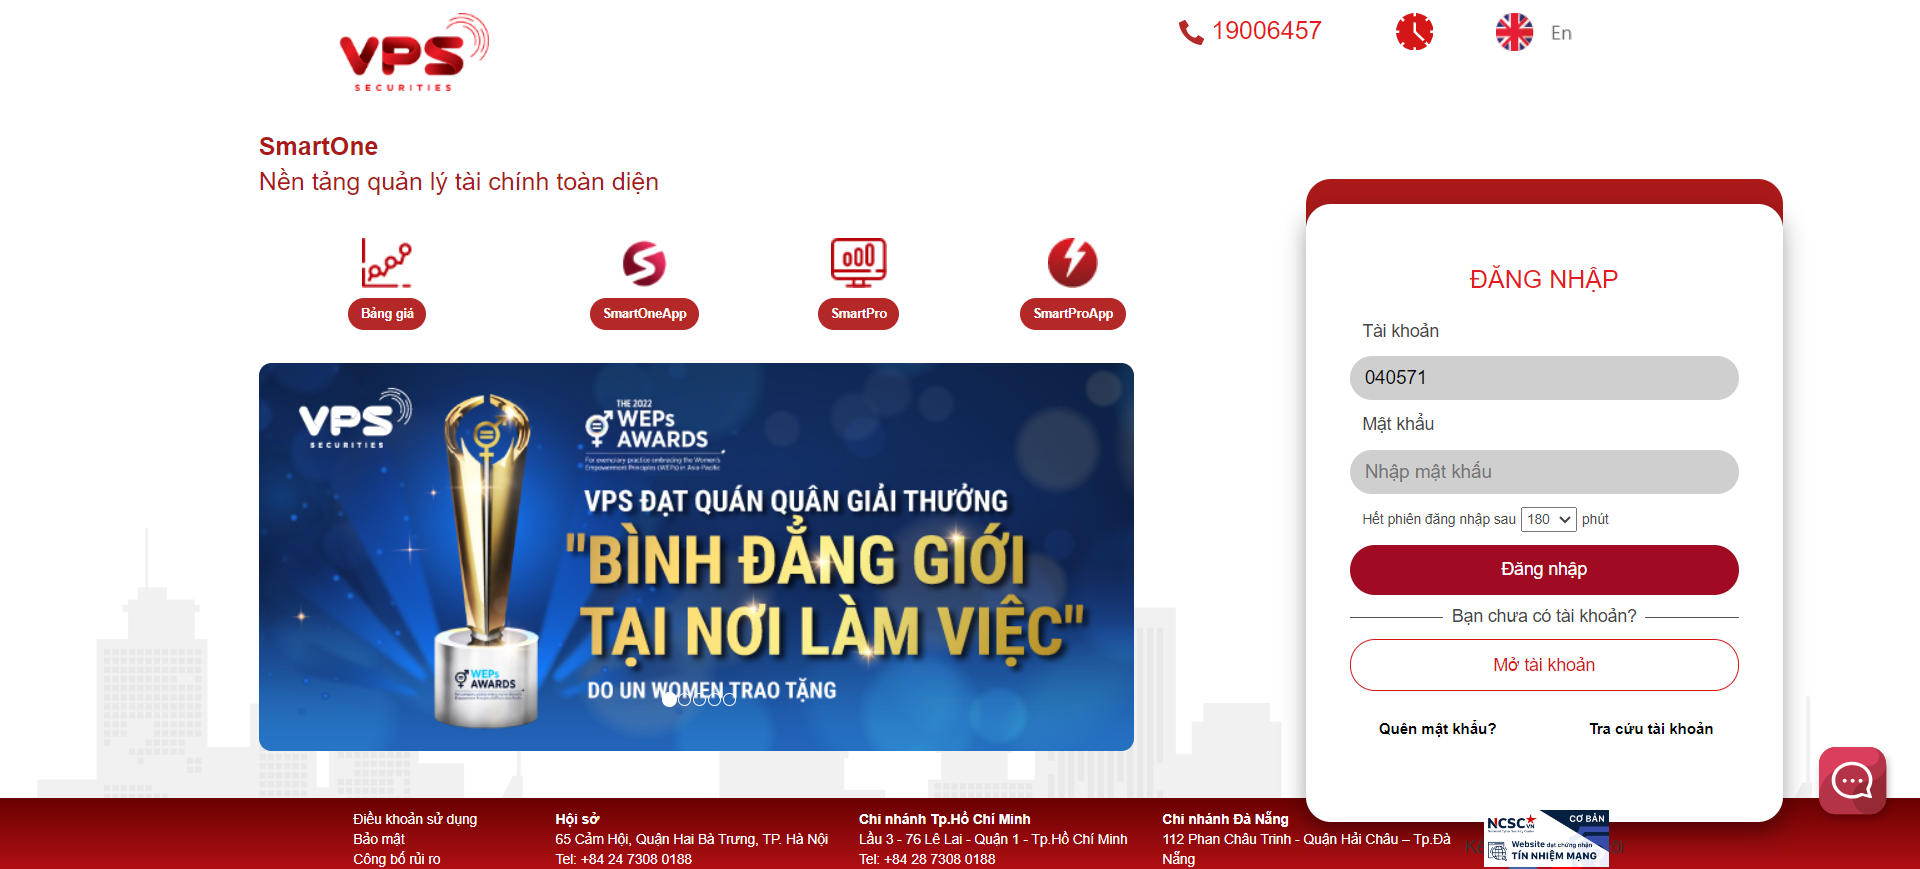 VPS
SECURITIES
19006457
En
SmartOne
Nền tảng quản lý tài chính toàn diện
Bảng giá
SmartOneApp
SmartPro
SmartProApp
VPS
SECURITIES
THE 2022
WEPs
AWARDS
For exemplary practice embracing the Women's
Empowerment Principles (WEPs) in Asia-Pacific
VPS ĐẠT QUÁN QUÂN GIẢI THƯỞNG
"BÌNH ĐẲNG GIỚI
TẠI NƠI LÀM VIỆC"
DO UN WOMEN TRAO TẶNG
WEPs
AWARDS
ĐĂNG NHẬP
Tài khoản
040571
Mật khẩu
Nhập mật khẩu
Hết phiên đăng nhập sau 180 phút
Đăng nhập
Bạn chưa có tài khoản?
Mở tài khoản
Quên mật khẩu?
Tra cứu tài khoản
Điều khoản sử dụng
Bảo mật
Công bố rủi ro
Hội sở
65 Cảm Hội, Quận Hai Bà Trưng, TP. Hà Nội
Tel: +84 24 7308 0188
Chi nhánh Tp.Hồ Chí Minh
Lầu 3 - 76 Lê Lai - Quận 1 - Tp.Hồ Chí Minh
Tel: +84 28 7308 0188
Chi nhánh Đà Nẵng
112 Phan Châu Trinh - Quận Hải Châu – Tp.Đà
Nẵng
NCSC VN
CƠ BẢN
Website đạt chứng nhận
TÍN NHIỆM MẠNG